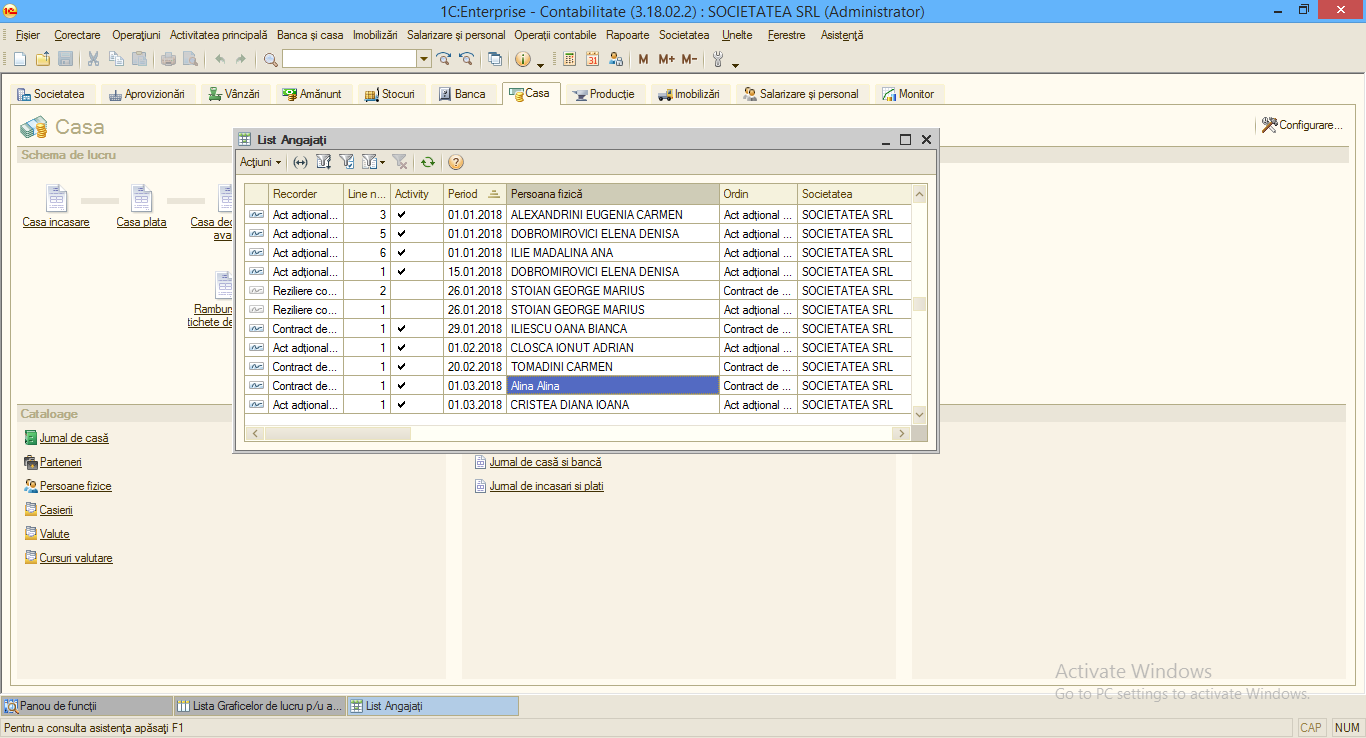 1C:Enterprise - Contabilitate (3.18.02.2) : SOCIETATEA SRL (Administrator)
Fişier Corectare Operaţiuni Activitatea principală Banca şi casa Imobilizări Salarizare şi personal Operaţii contabile Rapoarte Societatea Unelte Ferestre Asistenţă
M M+ M-
Societatea Aprovizionări Vânzări Amănunt Stocuri Banca Casa Producţie Imobilizări Salarizare şi personal Monitor
Casa
Configurare...
Schema de lucru
Casa incasare
Casa plata
Casa dec
ava
Rambur
tichete de
List Angajaţi
Acţiuni
Recorder Line n... Activity Period Persoana fizică Ordin Societatea
Act adţional... 3 01.01.2018 ALEXANDRINI EUGENIA CARMEN Act adţional ... SOCIETATEA SRL
Act adţional... 5 01.01.2018 DOBROMIROVICI ELENA DENISA Act adţional ... SOCIETATEA SRL
Act adţional... 6 01.01.2018 ILIE MADALINA ANA Act adţional ... SOCIETATEA SRL
Act adţional... 1 15.01.2018 DOBROMIROVICI ELENA DENISA Act adţional ... SOCIETATEA SRL
Reziliere co... 2 26.01.2018 STOIAN GEORGE MARIUS Contract de ... SOCIETATEA SRL
Reziliere co... 1 26.01.2018 STOIAN GEORGE MARIUS Act adţional ... SOCIETATEA SRL
Contract de... 1 29.01.2018 ILIESCU OANA BIANCA Contract de ... SOCIETATEA SRL
Act adţional... 1 01.02.2018 CLOSCA IONUT ADRIAN Act adţional ... SOCIETATEA SRL
Contract de... 1 20.02.2018 TOMADINI CARMEN Contract de ... SOCIETATEA SRL
Contract de... 1 01.03.2018 Alina Alina Contract de ... SOCIETATEA SRL
Act adţional... 1 01.03.2018 CRISTEA DIANA IOANA Act adţional ... SOCIETATEA SRL
Cataloage
Jurnal de casă
Parteneri
Persoane fizice
Casierii
Valute
Cursuri valutare
Jurnal de casă si bancă
Jurnal de incasari si plati
Activate Windows
Go to PC settings to activate Windows.
Panou de funcţii
Lista Graficelor de lucru p/u a...
List Angajaţi
Pentru a consulta asistenţa apăsaţi F1
CAP NUM